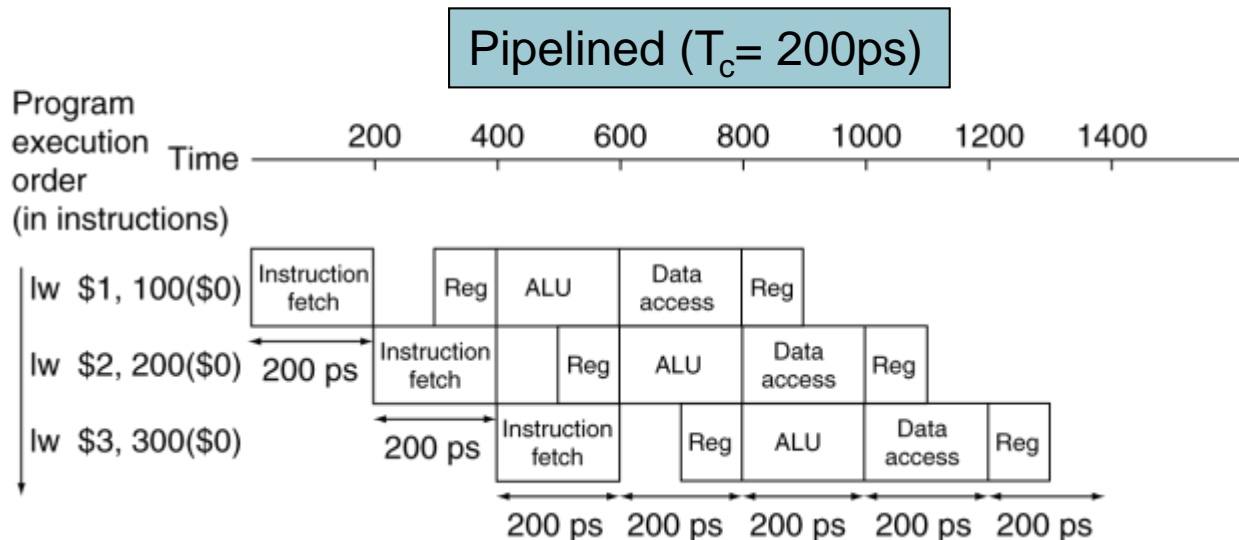 Pipelined (Tc= 200ps)
Program
execution
order
(in instructions)
Time
200 400 600 800 1000 1200 1400
lw $1, 100($0) Instruction fetch Reg ALU Data access Reg
lw $2, 200($0) 200 ps Instruction fetch Reg ALU Data access Reg
lw $3, 300($0) 200 ps Instruction fetch Reg ALU Data access Reg
200 ps 200 ps 200 ps 200 ps 200 ps